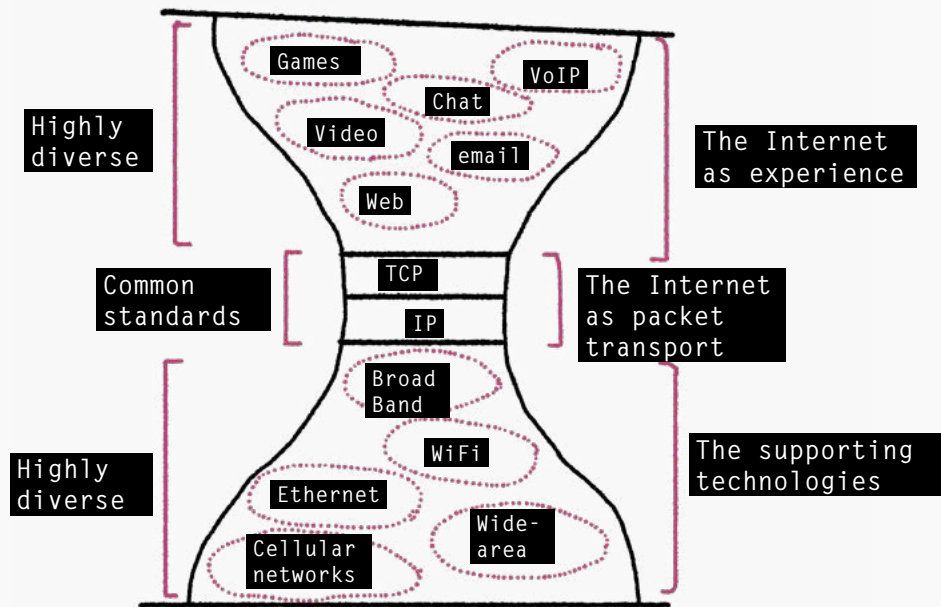 Games
VoIP
Chat
Highly
diverse
Video
email
The Internet
as experience
Web
TCP
Common
standards
The Internet
as packet
transport
IP
Broad
Band
WiFi
Highly
diverse
The supporting
technologies
Ethernet
Wide-
area
Cellular
networks